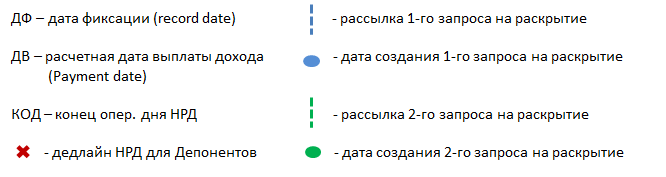 ДФ – дата фиксации (record date)
- рассылка 1-го запроса на раскрытие
ДВ – расчетная дата выплаты дохода
(Payment date)
- дата создания 1-го запроса на раскрытие
КОД – конец опер. дня НРД
- рассылка 2-го запроса на раскрытие
- дедлайн НРД для Депонентов
- дата создания 2-го запроса на раскрытие